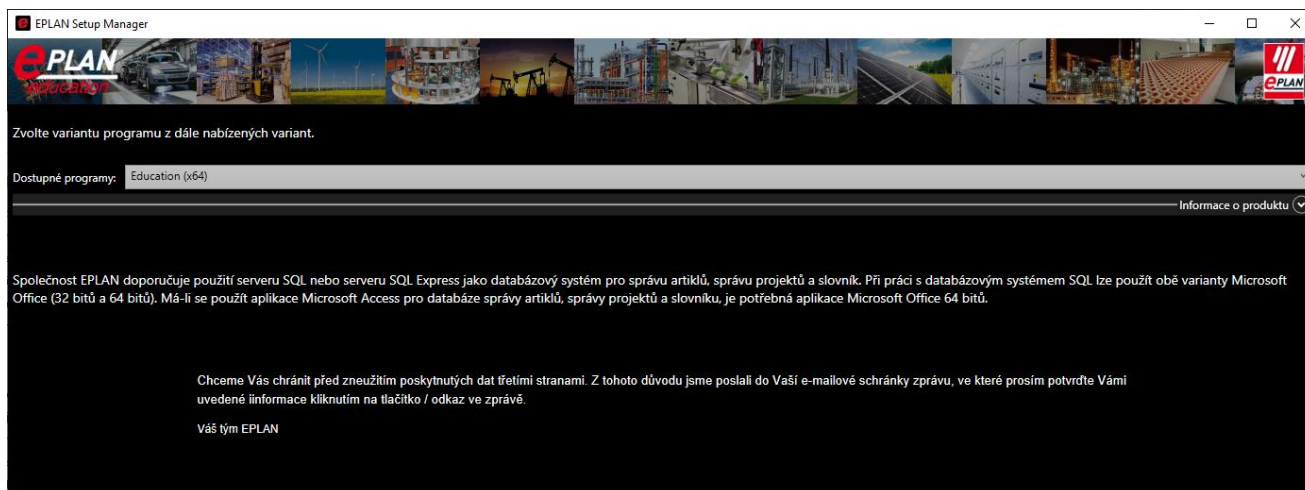 EPLAN Setup Manager
ePLAN
education
ePLAN
Zvolte variantu programu z dále nabízených variant.
Dostupné programy: Education (x64)
Informace o produktu
Společnost EPLAN doporučuje použití serveru SQL nebo serveru SQL Express jako databázový systém pro správu artiklů, správu projektů a slovník. Při práci s databázovým systémem SQL lze použít obě varianty Microsoft
Office (32 bitů a 64 bitů). Má-li se použít aplikace Microsoft Access pro databáze správy artiklů, správy projektů a slovníku, je potřebná aplikace Microsoft Office 64 bitů.
Chceme Vás chránit před zneužitím poskytnutých dat třetími stranami. Z tohoto důvodu jsme poslali do Vaší e-mailové schránky zprávu, ve které prosím potvrďte Vámi
uvedené iinformace kliknutím na tlačítko / odkaz ve zprávě.
Váš tým EPLAN